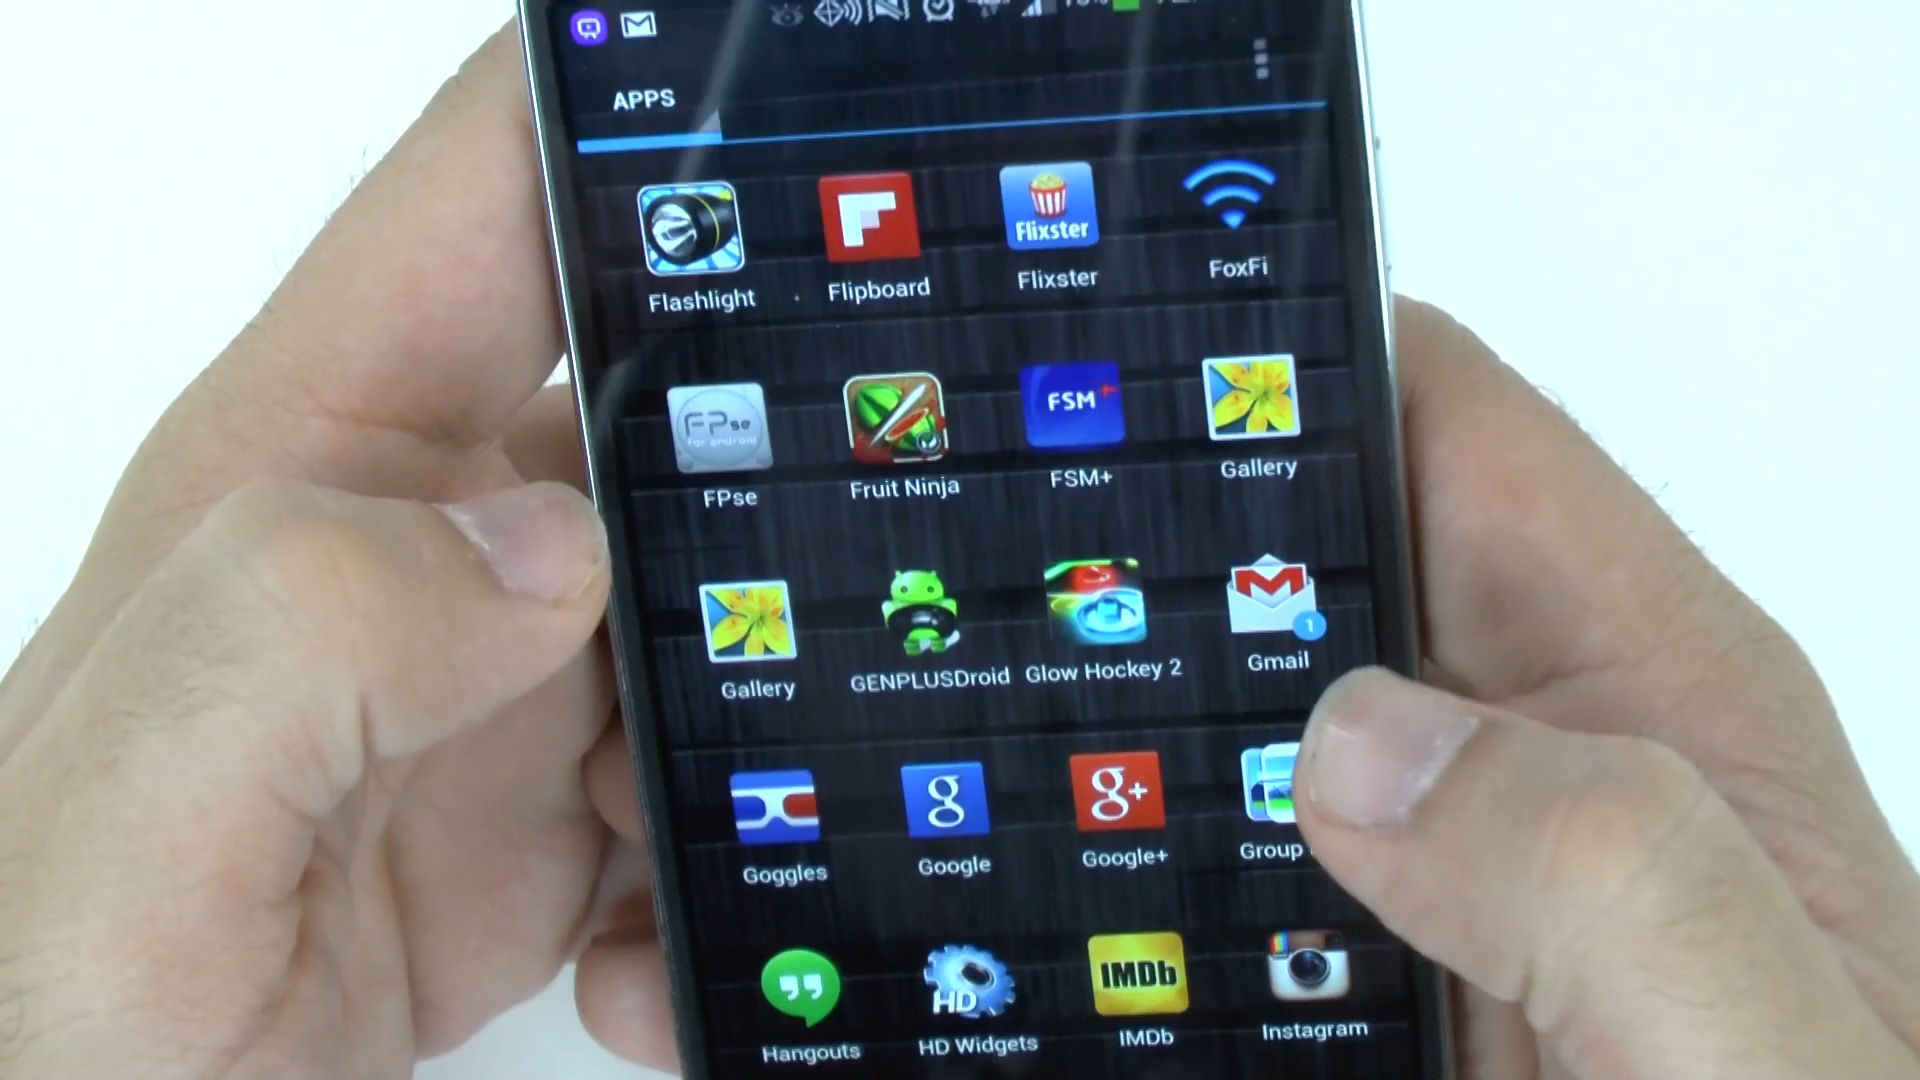 APPS
Flixster
Flashlight
Flipboard
Flixster
FoxFi
FPse
for android
FSM+
FPse
Fruit Ninja
FSM+
Gallery
1
Gallery
GENPLUSDroid
Glow Hockey 2
Gmail
g
g+
Goggles
Google
Google+
Group
HD
IMDb
Hangouts
HD Widgets
IMDb
Instagram